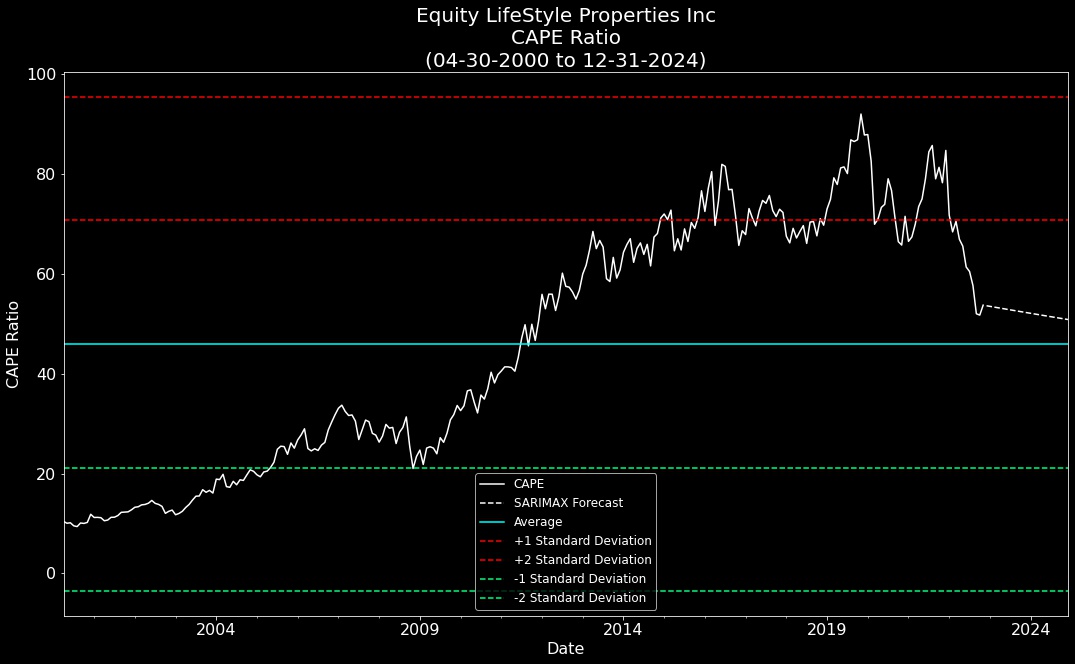 Equity LifeStyle Properties Inc
CAPE Ratio
(04-30-2000 to 12-31-2024)
CAPE Ratio
100
80
60
40
20
0
CAPE
SARIMAX Forecast
Average
+1 Standard Deviation
+2 Standard Deviation
-1 Standard Deviation
-2 Standard Deviation
2004
2009
2014
2019
2024
Date